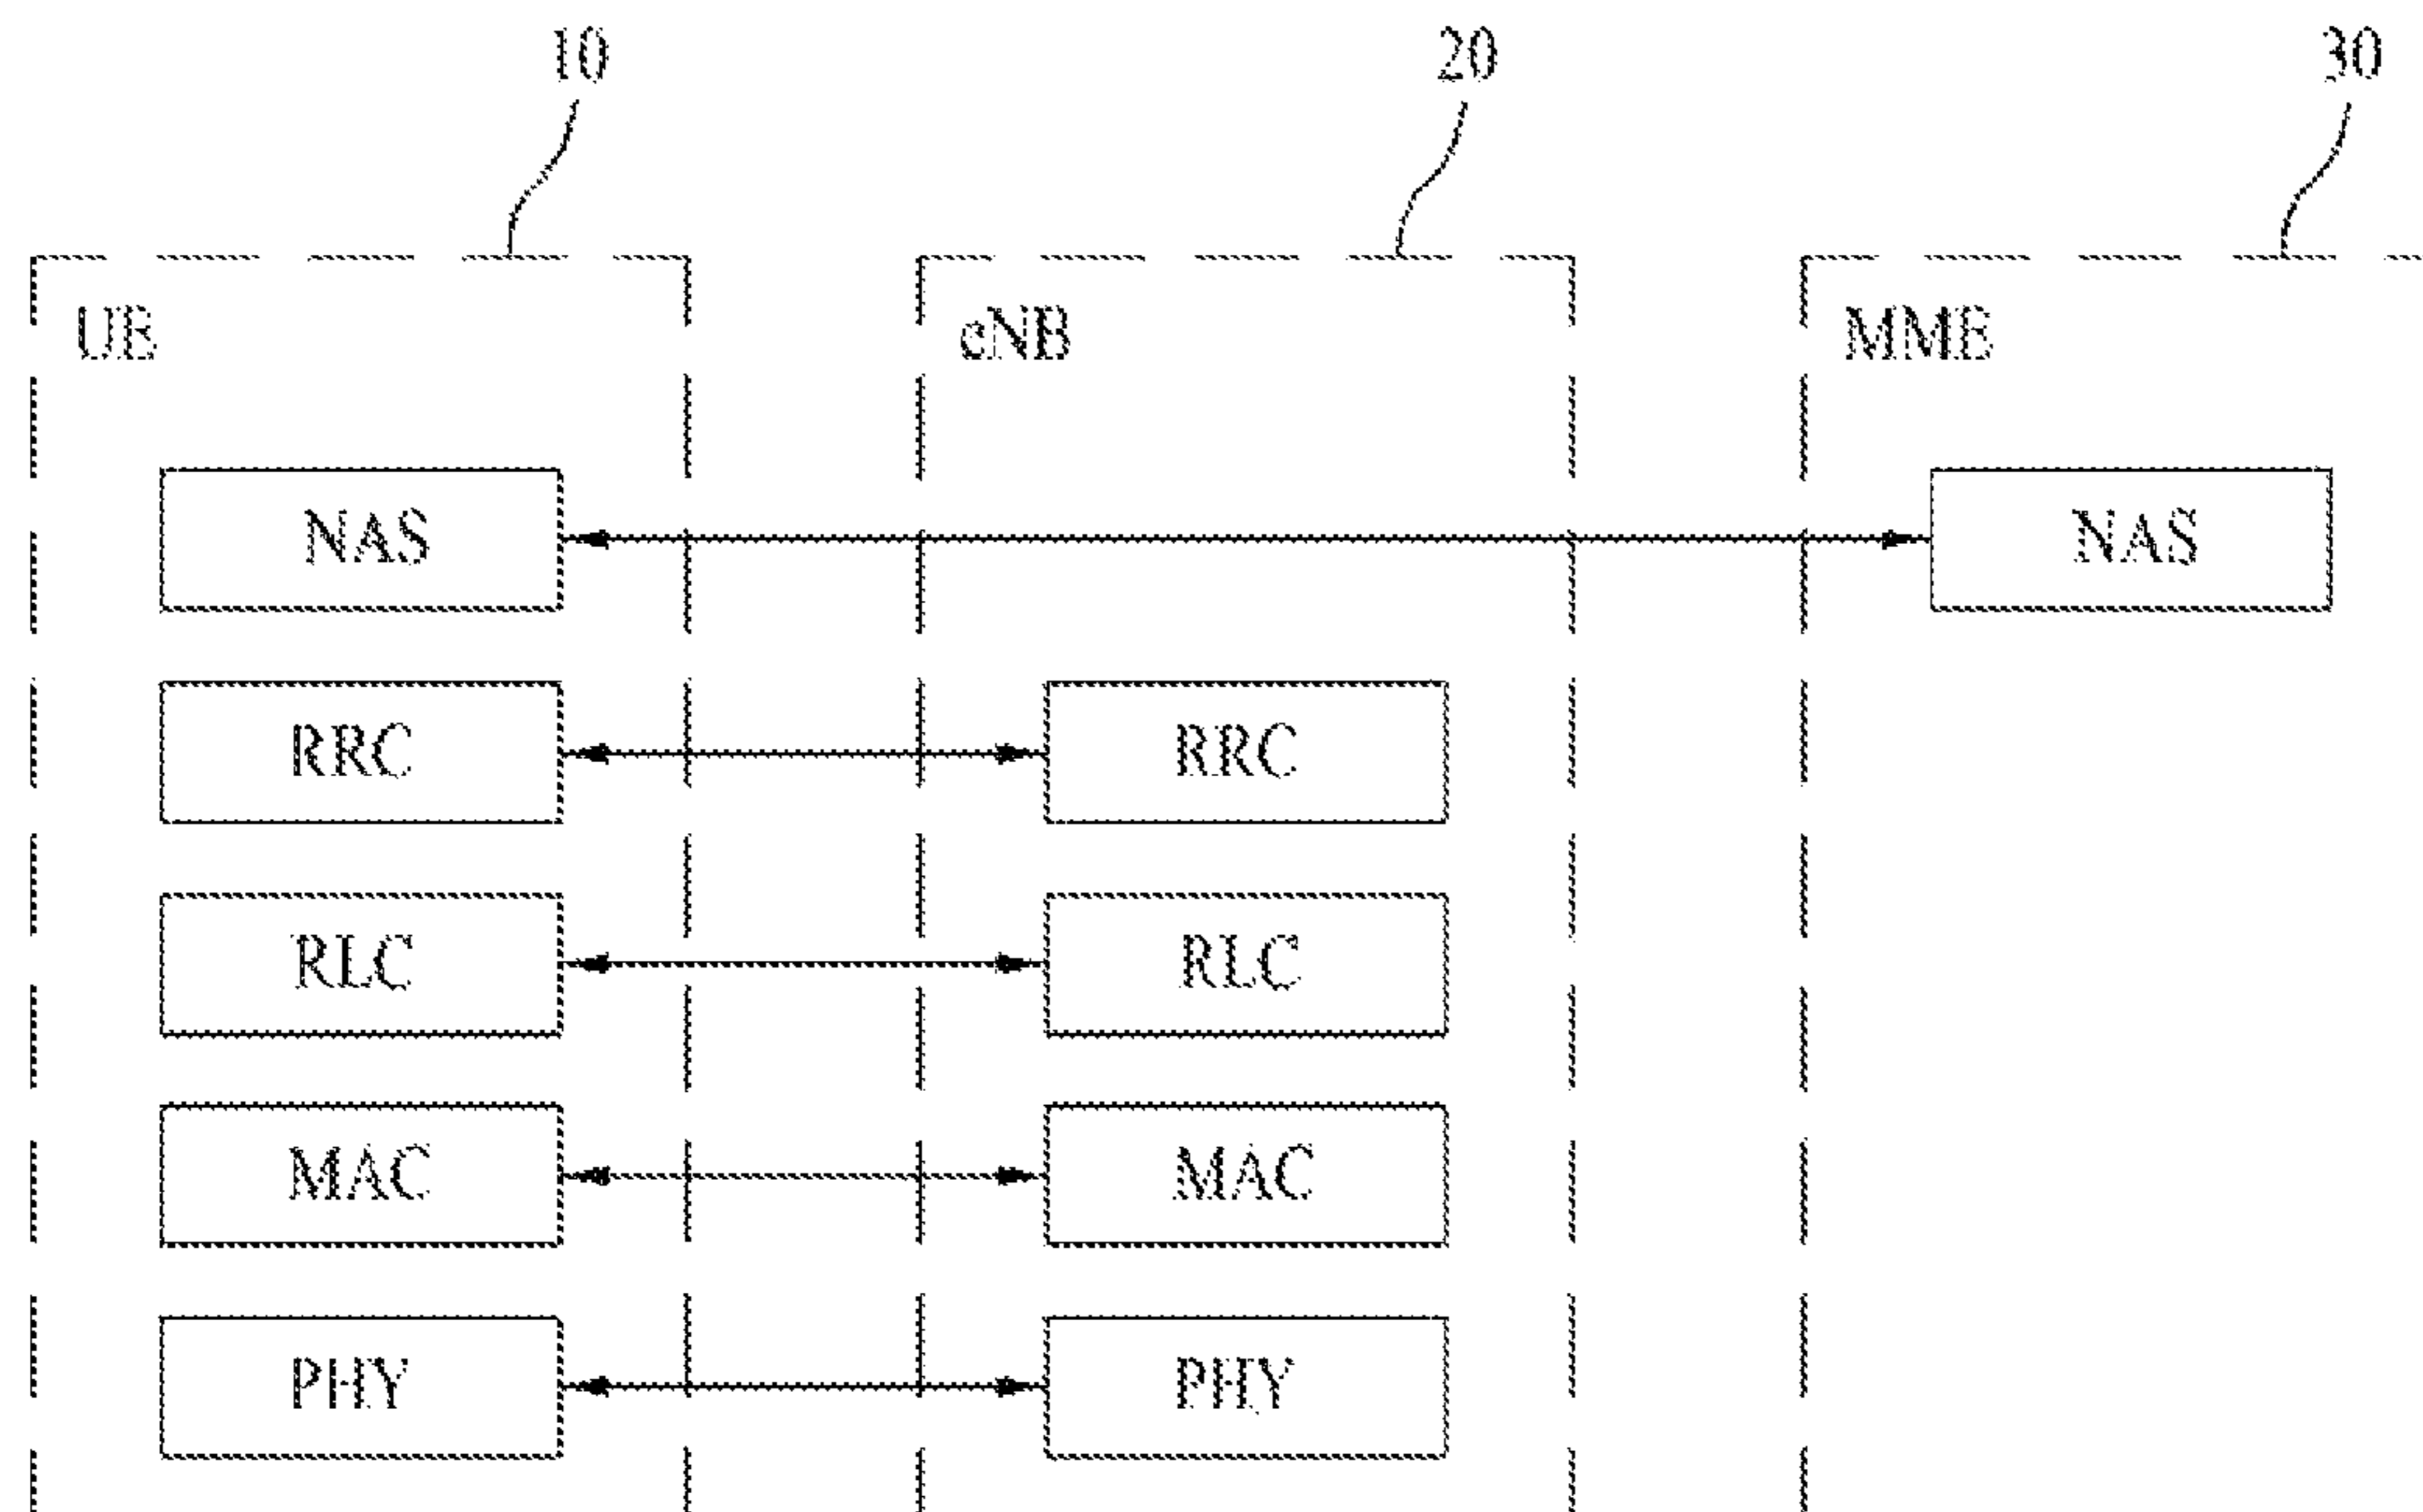 10 20 30
UE eNB MME
NAS NAS
RRC RRC
RLC RLC
MAC MAC
PHY PHY